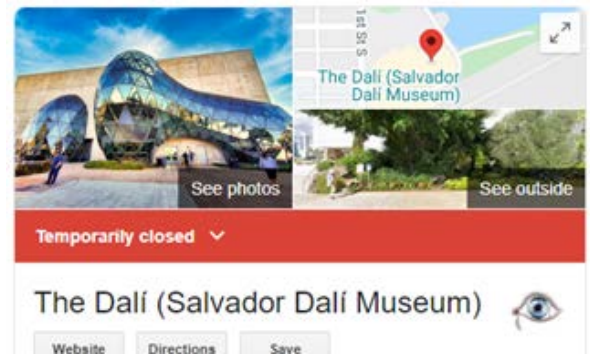 1st St S
The Dalí (Salvador
Dalí Museum)
See photos
See outside
Temporarily closed
The Dalí (Salvador Dalí Museum)
Website
Directions
Save